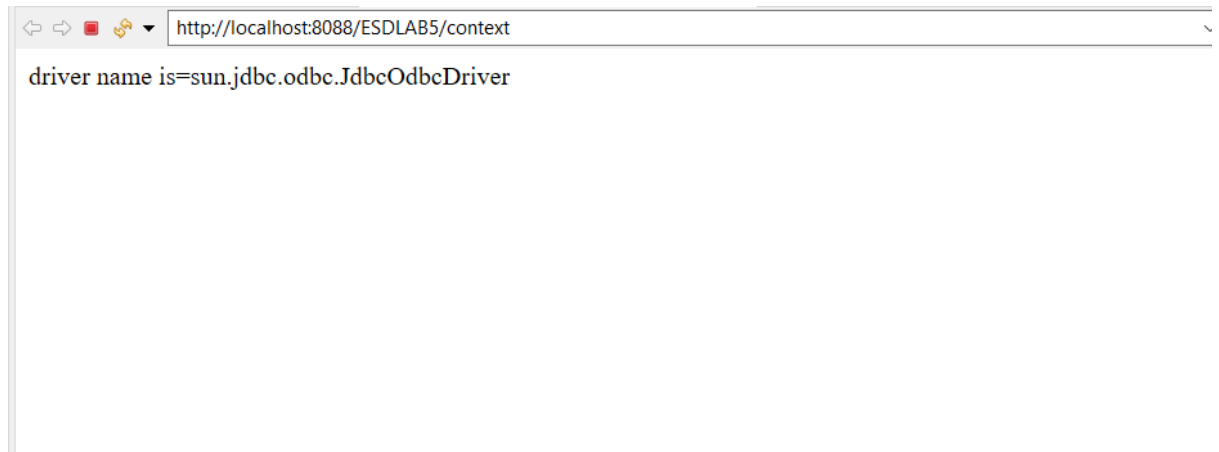 http://localhost:8088/ESDLAB5/context
driver name is=sun.jdbc.odbc.JdbcOdbcDriver